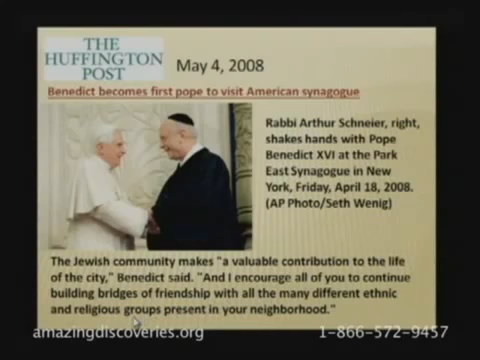 THE
HUFFINGTON
POST
May 4, 2008
Benedict becomes first pope to visit American synagogue
Rabbi Arthur Schneier, right,
shakes hands with Pope
Benedict XVI at the Park
East Synagogue in New
York, Friday, April 18, 2008.
(AP Photo/Seth Wenig)
The Jewish community makes "a valuable contribution to the life
of the city," Benedict said. "And I encourage all of you to continue
building bridges of friendship with all the many different ethnic
and religious groups present in your neighborhood."
amazingdiscoveries.org
1-866-572-9457